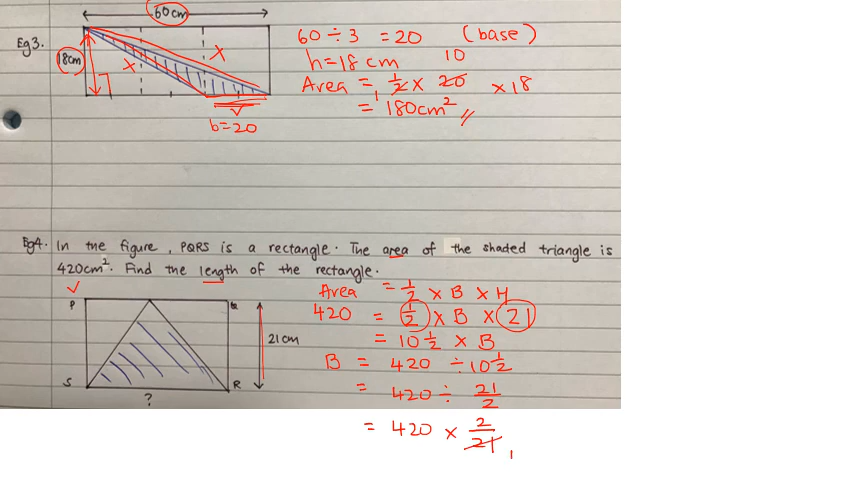 60cm
Eg3.
18cm
b=20
60 ÷ 3 = 20 (base)
h=18 cm
10
Area = 1/2 × 20 × 18
1
= 180cm²
Eg4. In the figure, PQRS is a rectangle. The area of the shaded triangle is
420cm². Find the length of the rectangle.
P
S
R
21cm
?
Area = 1/2 × B × H
420 = 1/2 × B × 21
= 10 1/2 × B
B = 420 ÷ 10 1/2
= 420 ÷ 21/2
= 420 × 2/21
1